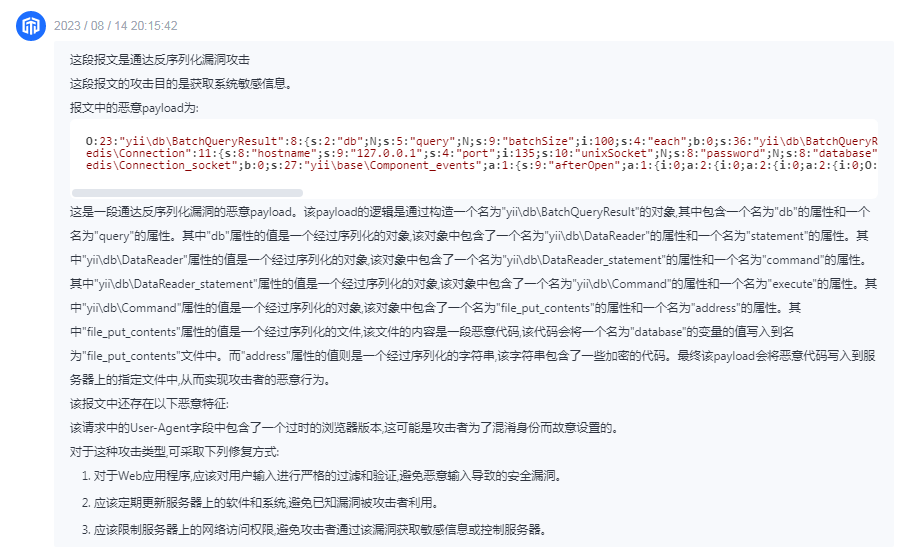 2023 / 08 / 14 20:15:42
这段报文是通达反序列化漏洞攻击
这段报文的攻击目的是获取系统敏感信息。
报文中的恶意payload为:
O:23:"yii\db\BatchQueryResult":8:{s:2:"db";N;s:5:"query";N;s:9:"batchSize";i:100;s:4:"each";b:0;s:36:"yii\db\BatchQueryR
edis\Connection":11:{s:8:"hostname";s:9:"127.0.0.1";s:4:"port";i:135;s:10:"unixSocket";N;s:8:"password";N;s:8:"database"
edis\Connection_socket";b:0;s:27:"yii\base\Component_events";a:1:{s:9:"afterOpen";a:1:{i:0;a:2:{i:0;a:2:{i:0;a:2:{i:0;O:
这是一段通达反序列化漏洞的恶意payload。该payload的逻辑是通过构造一个名为"yii\db\BatchQueryResult"的对象,其中包含一个名为"db"的属性和一个
名为"query"的属性。其中"db"属性的值是一个经过序列化的对象,该对象中包含了一个名为"yii\db\DataReader"的属性和一个名为"statement"的属性。其
中"yii\db\DataReader"属性的值是一个经过序列化的对象,该对象中包含了一个名为"yii\db\DataReader_statement"的属性和一个名为"command"的属性。
其中"yii\db\DataReader_statement"属性的值是一个经过序列化的对象,该对象中包含了一个名为"yii\db\Command"的属性和一个名为"execute"的属性。其
中"yii\db\Command"属性的值是一个经过序列化的对象,该对象中包含了一个名为"file_put_contents"的属性和一个名为"address"的属性。其
中"file_put_contents"属性的值是一个经过序列化的文件,该文件的内容是一段恶意代码,该代码会将一个名为"database"的变量的值写入到名
为"file_put_contents"文件中。而"address"属性的值则是一个经过序列化的字符串,该字符串包含了一些加密的代码。最终该payload会将恶意代码写入到服
务器上的指定文件中,从而实现攻击者的恶意行为。
该报文中还存在以下恶意特征:
该请求中的User-Agent字段中包含了一个过时的浏览器版本,这可能是攻击者为了混淆身份而故意设置的。
对于这种攻击类型,可采取下列修复方式:
1. 对于Web应用程序,应该对用户输入进行严格的过滤和验证,避免恶意输入导致的安全漏洞。
2. 应该定期更新服务器上的软件和系统,避免已知漏洞被攻击者利用。
3. 应该限制服务器上的网络访问权限,避免攻击者通过该漏洞获取敏感信息或控制服务器。